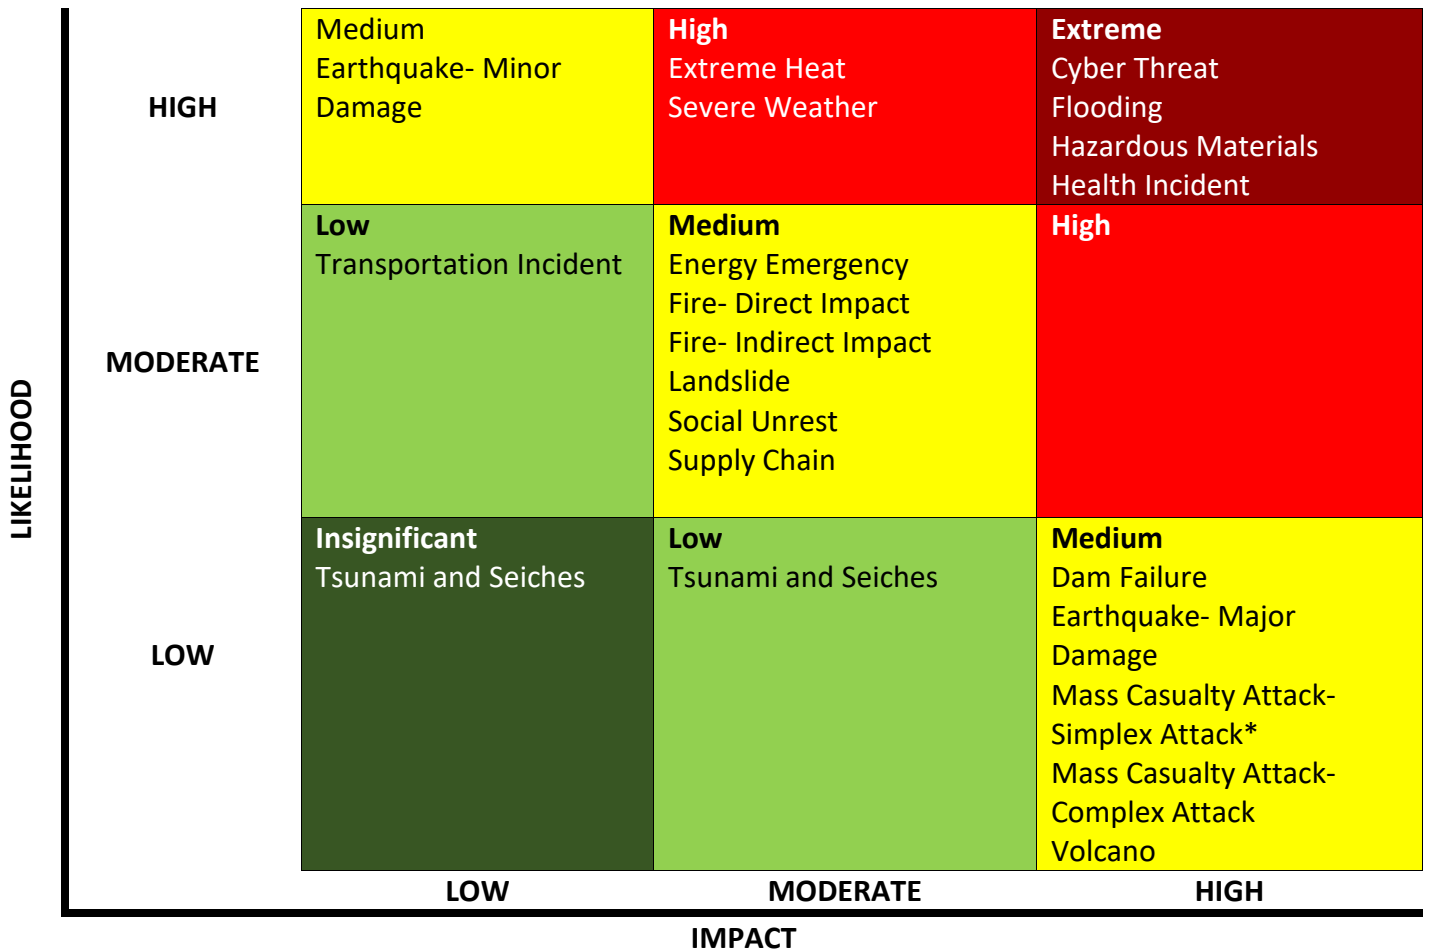 Medium
Earthquake- Minor
Damage
High
Extreme Heat
Severe Weather
Extreme
Cyber Threat
Flooding
Hazardous Materials
Health Incident
HIGH
Low
Transportation Incident
Medium
Energy Emergency
Fire- Direct Impact
Fire- Indirect Impact
Landslide
Social Unrest
Supply Chain
High
MODERATE
LIKELIHOOD
Insignificant
Tsunami and Seiches
Low
Tsunami and Seiches
Medium
Dam Failure
Earthquake- Major
Damage
Mass Casualty Attack-
Simplex Attack*
Mass Casualty Attack-
Complex Attack
Volcano
LOW
LOW
MODERATE
HIGH
IMPACT